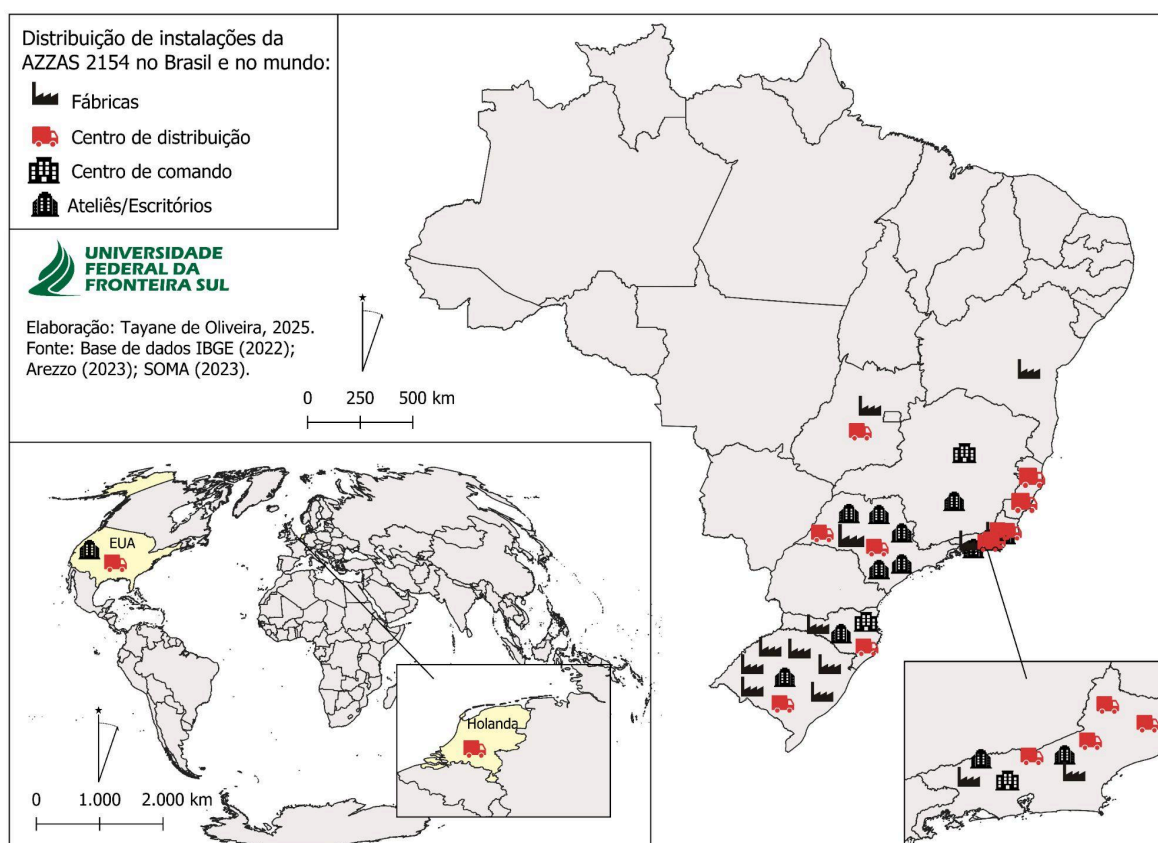 Distribuição de instalações da
AZZAS 2154 no Brasil e no mundo:
Fábricas
Centro de distribuição
Centro de comando
Ateliês/Escritórios
UNIVERSIDADE
FEDERAL DA
FRONTEIRA SUL
Elaboração: Tayane de Oliveira, 2025.
Fonte: Base de dados IBGE (2022);
Arezzo (2023); SOMA (2023).
0 250 500 km
EUA
Holanda
0 1.000 2.000 km